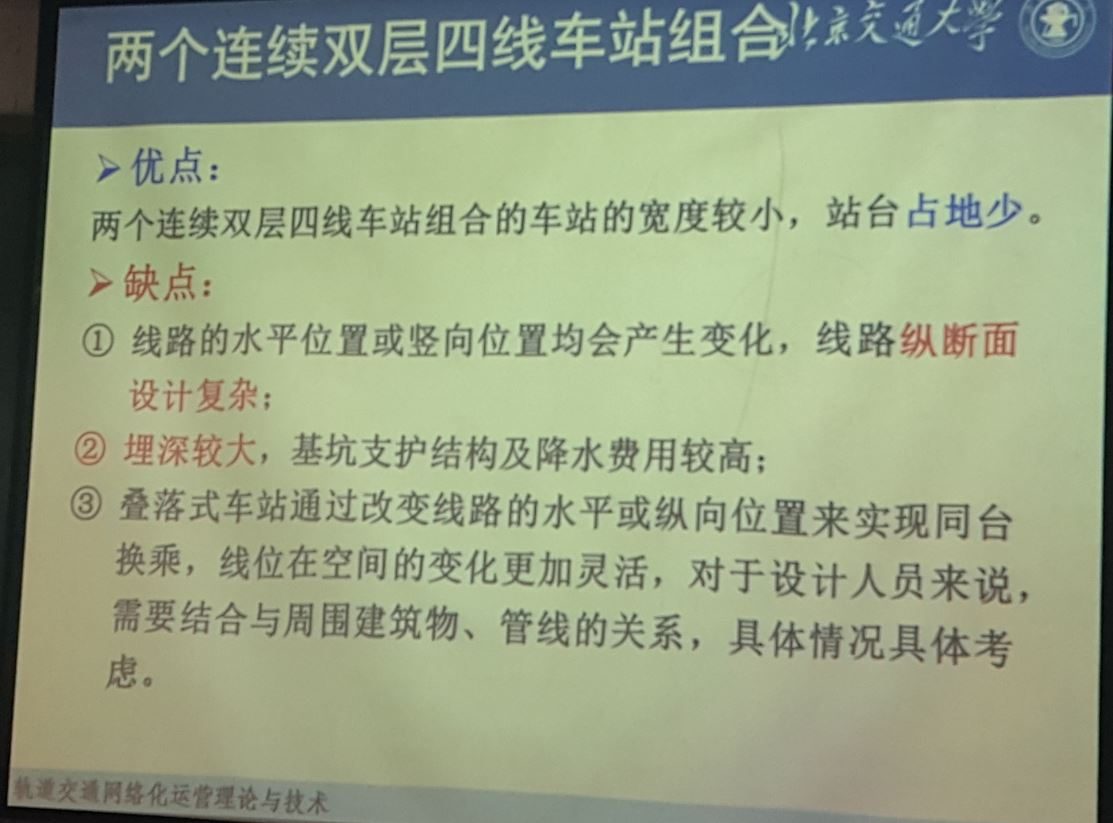 两个连续双层四线车站组合
北京交通大学
➢优点：
两个连续双层四线车站组合的车站的宽度较小，站台占地少。
➢缺点：
① 线路的水平位置或竖向位置均会产生变化，线路纵断面
设计复杂；
② 埋深较大，基坑支护结构及降水费用较高；
③ 叠落式车站通过改变线路的水平或纵向位置来实现同台
换乘，线位在空间的变化更加灵活，对于设计人员来说，
需要结合与周围建筑物、管线的关系，具体情况具体考
虑。
轨道交通网络化运营理论与技术